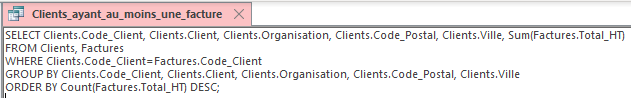 Clients_ayant_au_moins_une_facture
SELECT Clients.Code_Client, Clients.Client, Clients.Organisation, Clients.Code_Postal, Clients.Ville, Sum(Factures.Total_HT)
FROM Clients, Factures
WHERE Clients.Code_Client=Factures.Code_Client
GROUP BY Clients.Code_Client, Clients.Client, Clients.Organisation, Clients.Code_Postal, Clients.Ville
ORDER BY Count(Factures.Total_HT) DESC;